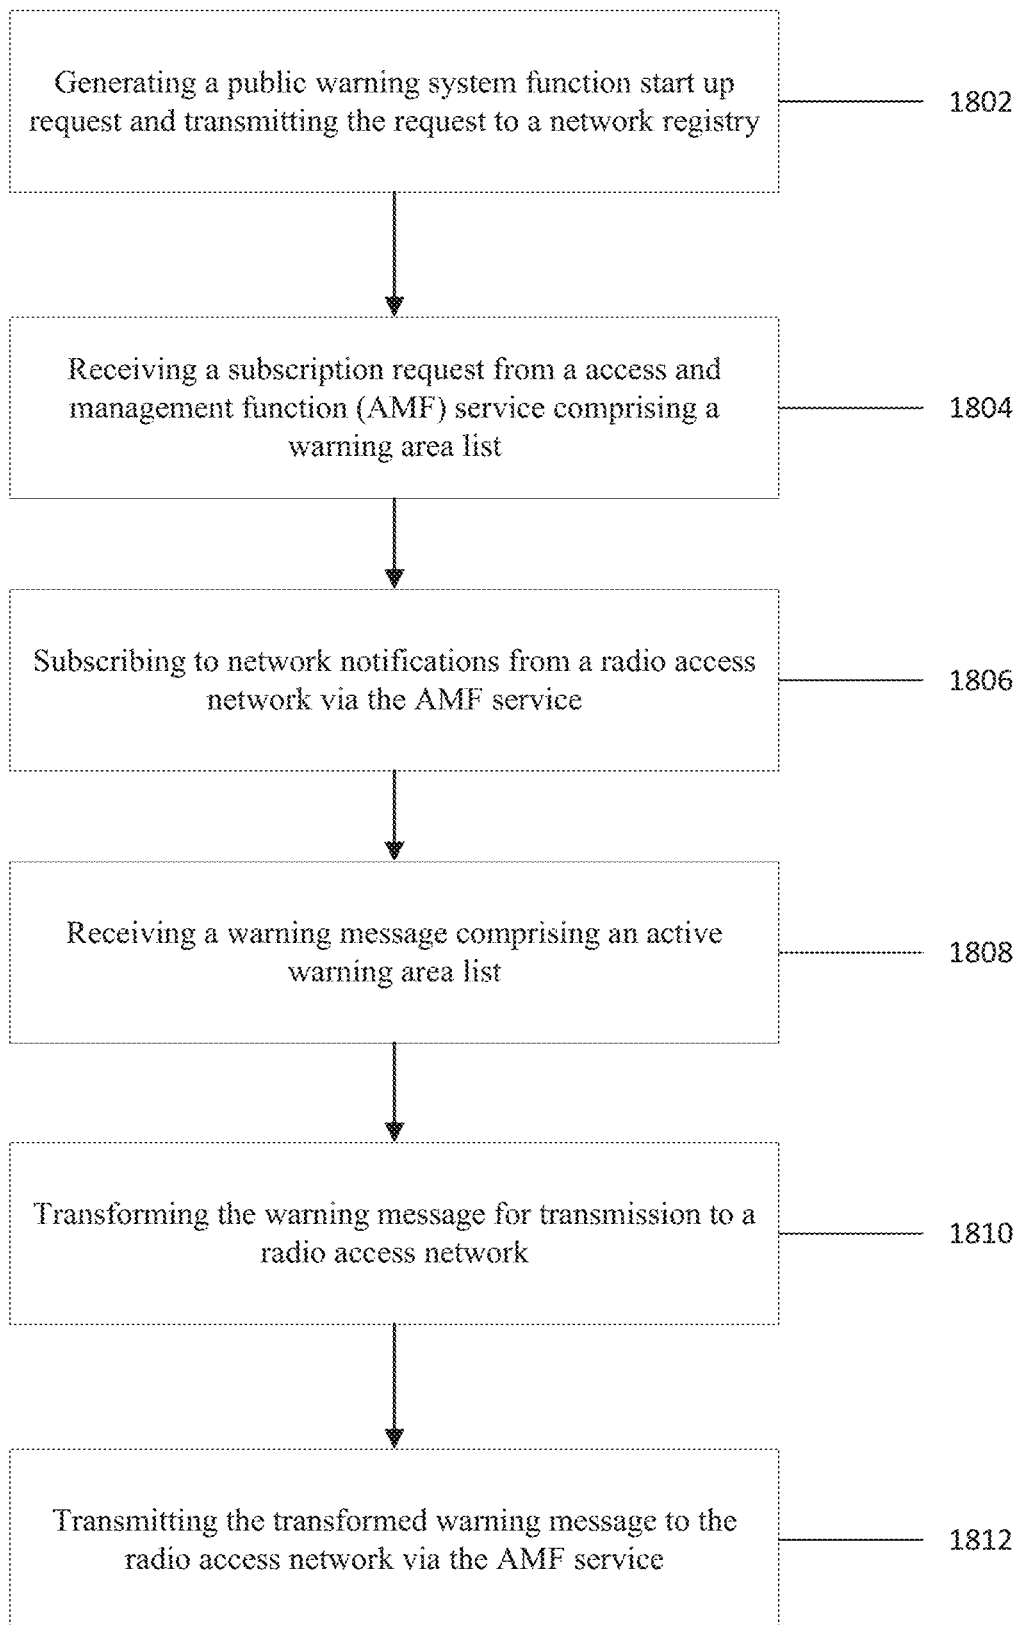 Generating a public warning system function start up
request and transmitting the request to a network registry
1802
Receiving a subscription request from a access and
management function (AMF) service comprising a
warning area list
1804
Subscribing to network notifications from a radio access
network via the AMF service
1806
Receiving a warning message comprising an active
warning area list
1808
Transforming the warning message for transmission to a
radio access network
1810
Transmitting the transformed warning message to the
radio access network via the AMF service
1812